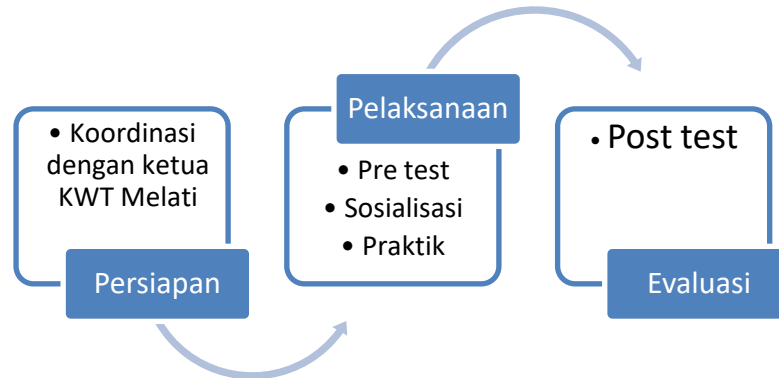 • Koordinasi
dengan ketua
KWT Melati
Persiapan
Pelaksanaan
• Pre test
• Sosialisasi
• Praktik
• Post test
Evaluasi